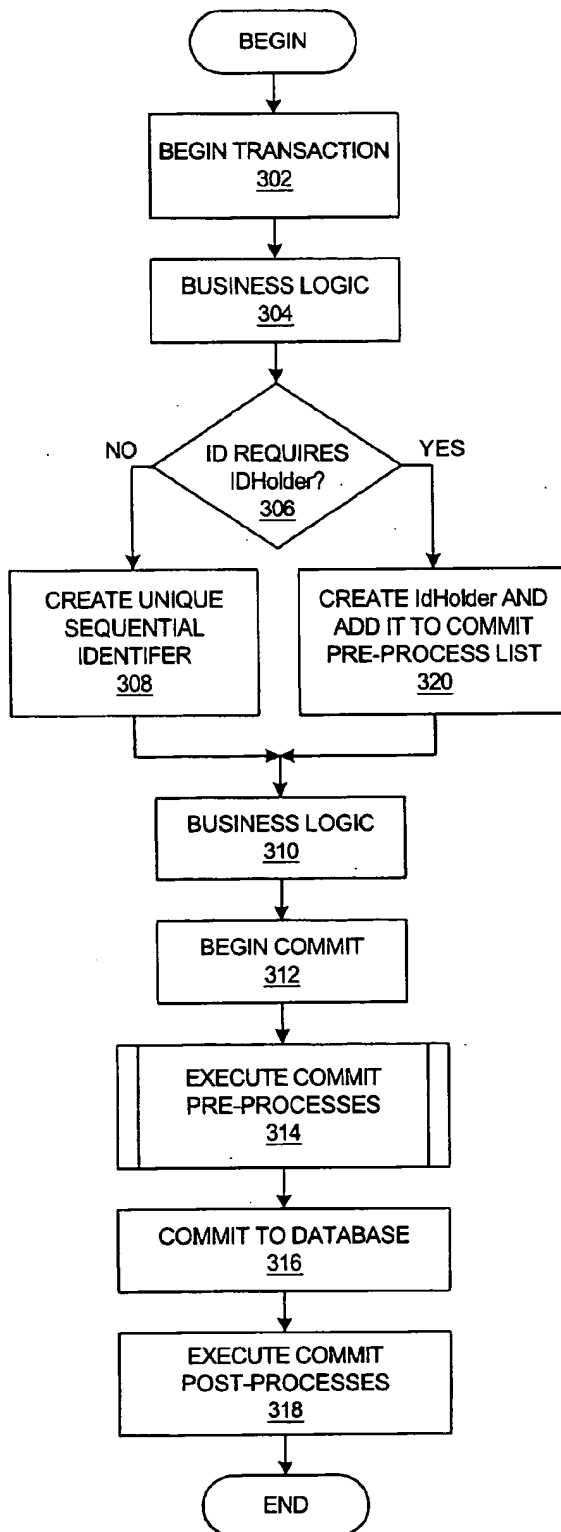 BEGIN
BEGIN TRANSACTION
302
BUSINESS LOGIC
304
NO
YES
ID REQUIRES
IDHolder?
306
CREATE UNIQUE
SEQUENTIAL
IDENTIFER
308
CREATE IdHolder AND
ADD IT TO COMMIT
PRE-PROCESS LIST
320
BUSINESS LOGIC
310
BEGIN COMMIT
312
EXECUTE COMMIT
PRE-PROCESSES
314
COMMIT TO DATABASE
316
EXECUTE COMMIT
POST-PROCESSES
318
END